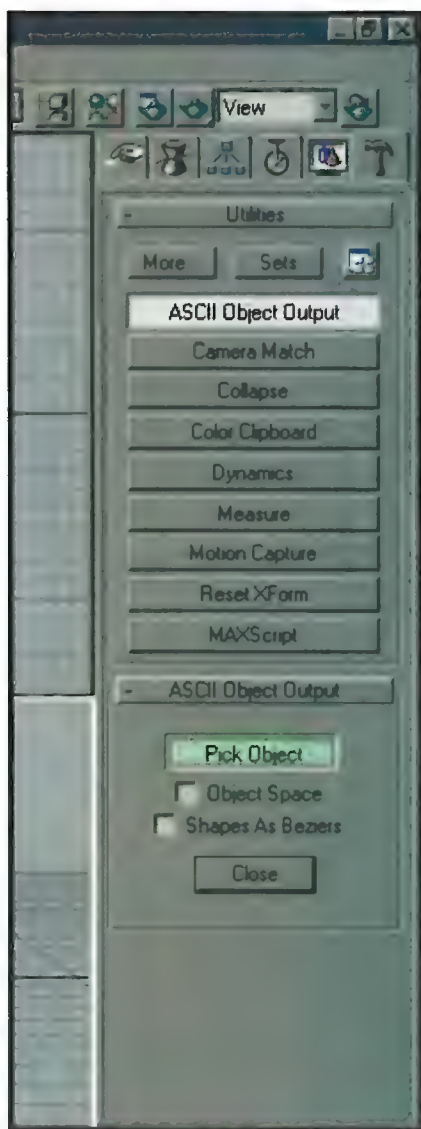 View
- Utilities
More Sets
ASCII Object Output
Camera Match
Collapse
Color Clipboard
Dynamics
Measure
Motion Capture
Reset XForm
MAXScript
- ASCII Object Output
Pick Object
Object Space
Shapes As Beziers
Close